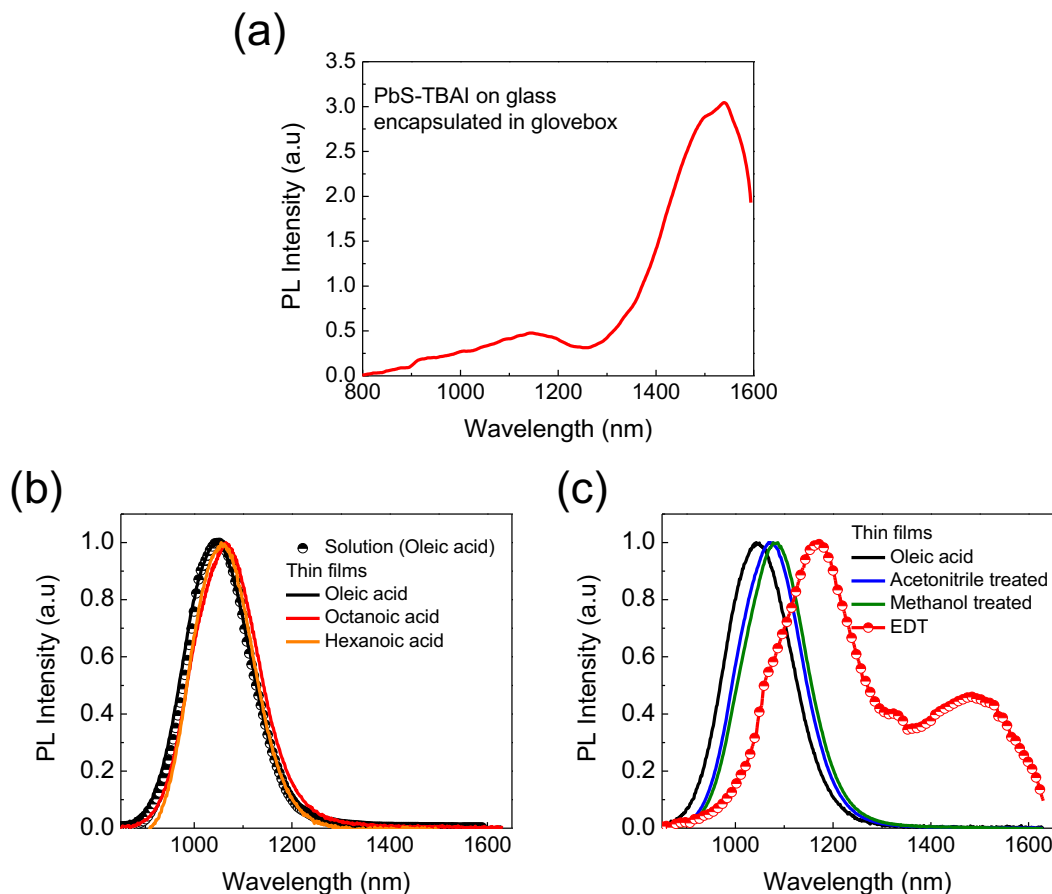 (a)
3.5
3.0
2.5
2.0
1.5
1.0
0.5
0.0
PL Intensity (a.u)
PbS-TBAI on glass
encapsulated in glovebox
800 1000 1200 1400 1600
Wavelength (nm)
(b)
1.0
0.8
0.6
0.4
0.2
0.0
PL Intensity (a.u)
Solution (Oleic acid)
Thin films
Oleic acid
Octanoic acid
Hexanoic acid
1000 1200 1400 1600
Wavelength (nm)
(c)
1.0
0.8
0.6
0.4
0.2
0.0
PL Intensity (a.u)
Thin films
Oleic acid
Acetonitrile treated
Methanol treated
EDT
1000 1200 1400 1600
Wavelength (nm)